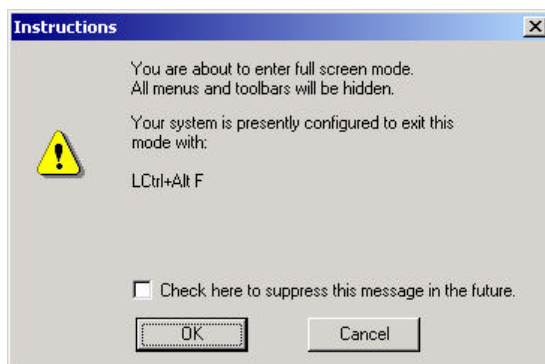 Instructions
You are about to enter full screen mode.
All menus and toolbars will be hidden.
Your system is presently configured to exit this
mode with:
LCtrl+Alt F
Check here to suppress this message in the future.
OK Cancel